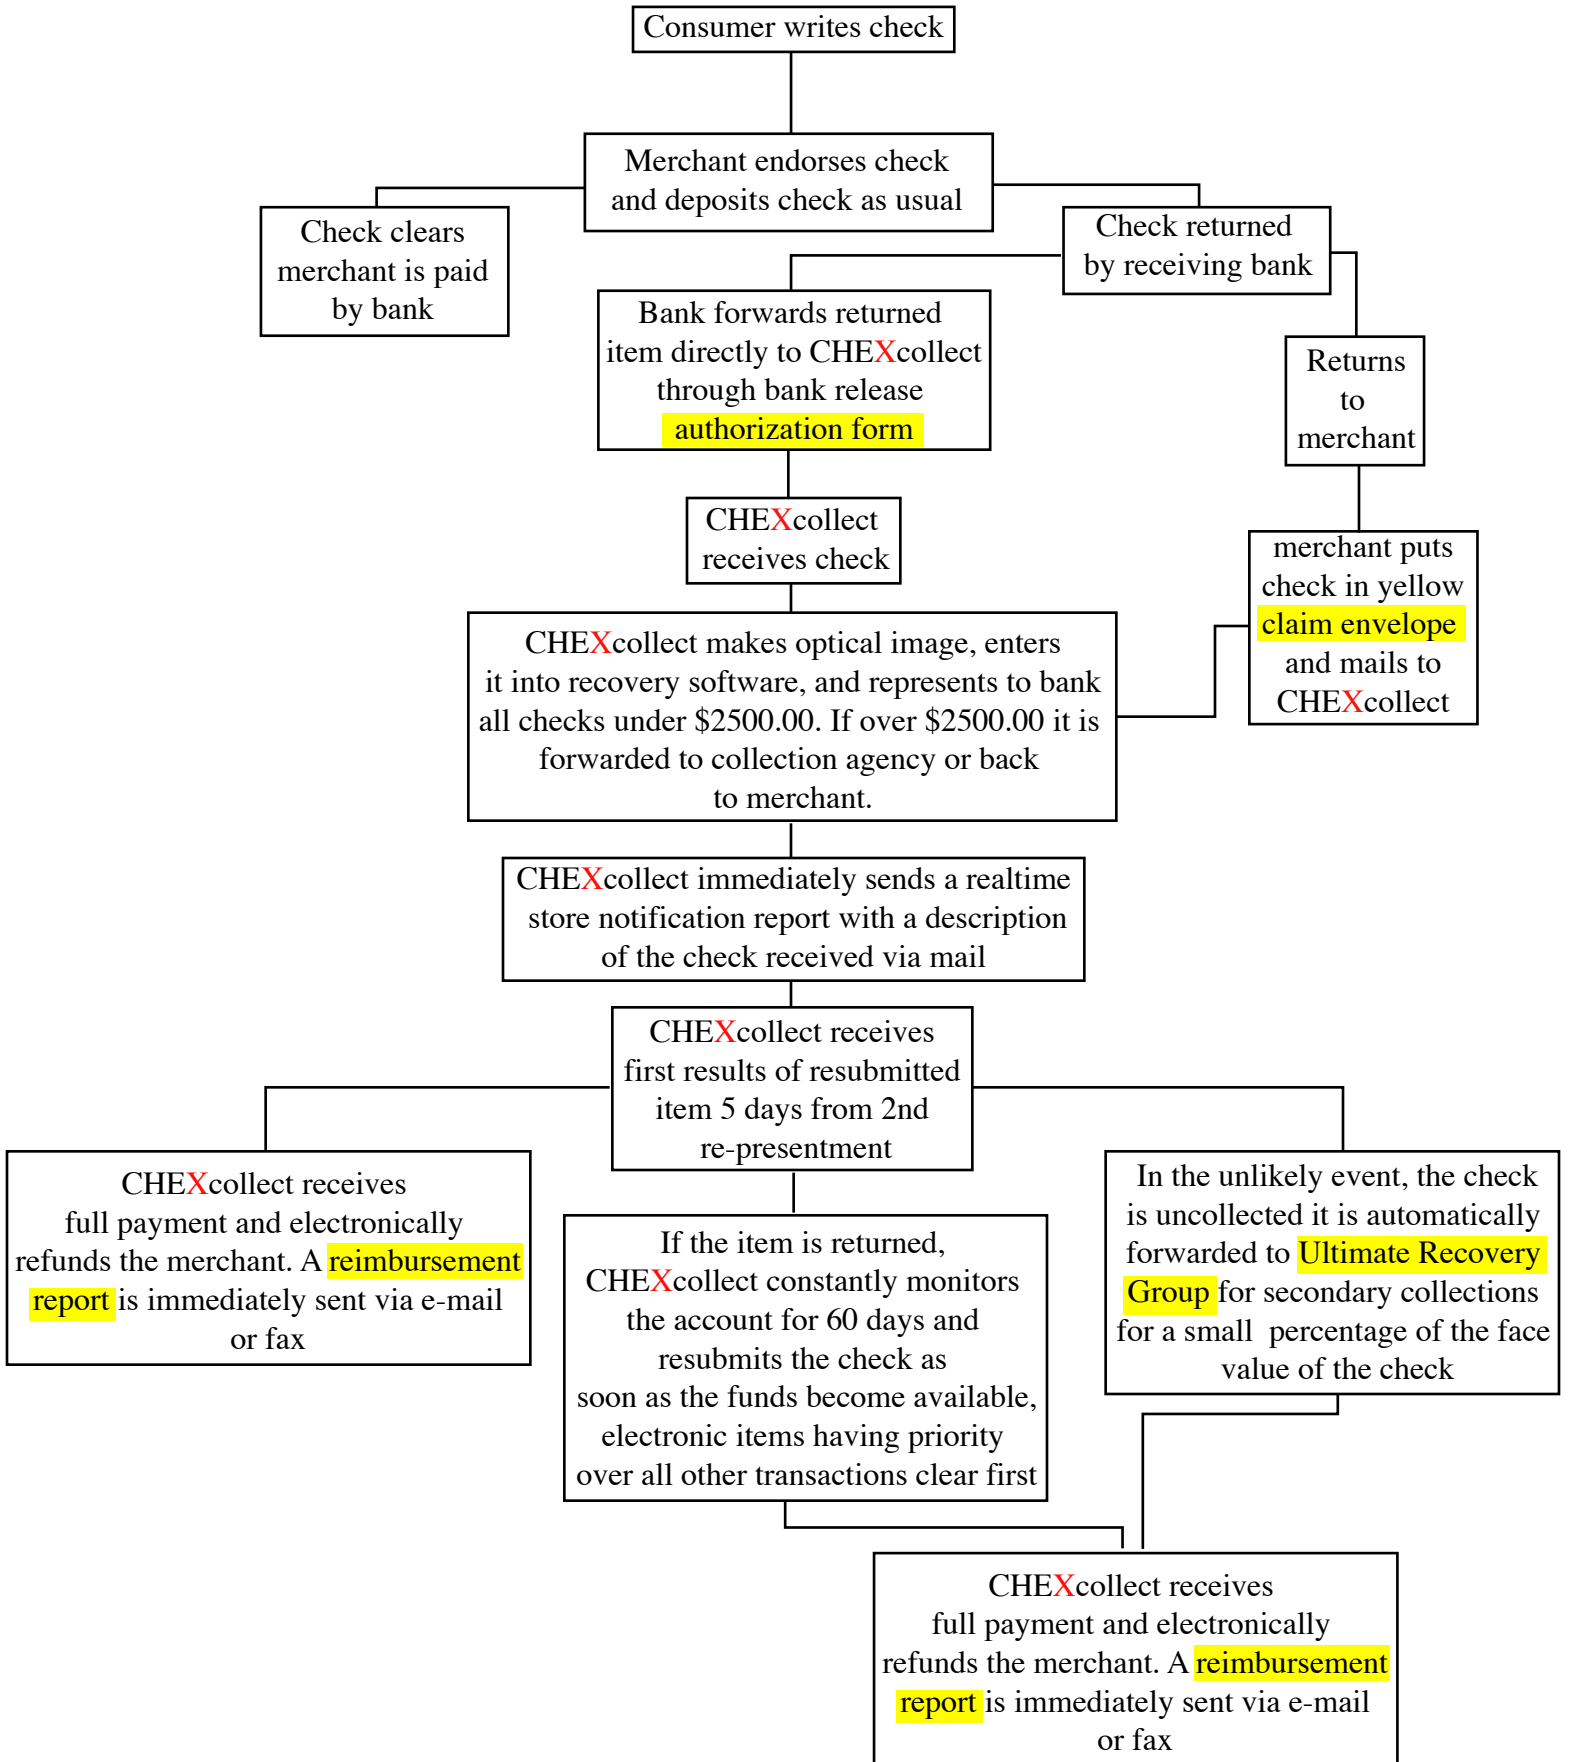 Consumer writes check
Merchant endorses check
and deposits check as usual
Check clears
merchant is paid
by bank
Check returned
by receiving bank
Bank forwards returned
item directly to CHEXcollect
through bank release
authorization form
Returns
to
merchant
CHEXcollect
receives check
merchant puts
check in yellow
claim envelope
and mails to
CHEXcollect
CHEXcollect makes optical image, enters
it into recovery software, and represents to bank
all checks under $2500.00. If over $2500.00 it is
forwarded to collection agency or back
to merchant.
CHEXcollect immediately sends a realtime
store notification report with a description
of the check received via mail
CHEXcollect receives
first results of resubmitted
item 5 days from 2nd
re-presentment
CHEXcollect receives
full payment and electronically
refunds the merchant. A reimbursement
report is immediately sent via e-mail
or fax
If the item is returned,
CHEXcollect constantly monitors
the account for 60 days and
resubmits the check as
soon as the funds become available,
electronic items having priority
over all other transactions clear first
In the unlikely event, the check
is uncollected it is automatically
forwarded to Ultimate Recovery
Group for secondary collections
for a small percentage of the face
value of the check
CHEXcollect receives
full payment and electronically
refunds the merchant. A reimbursement
report is immediately sent via e-mail
or fax